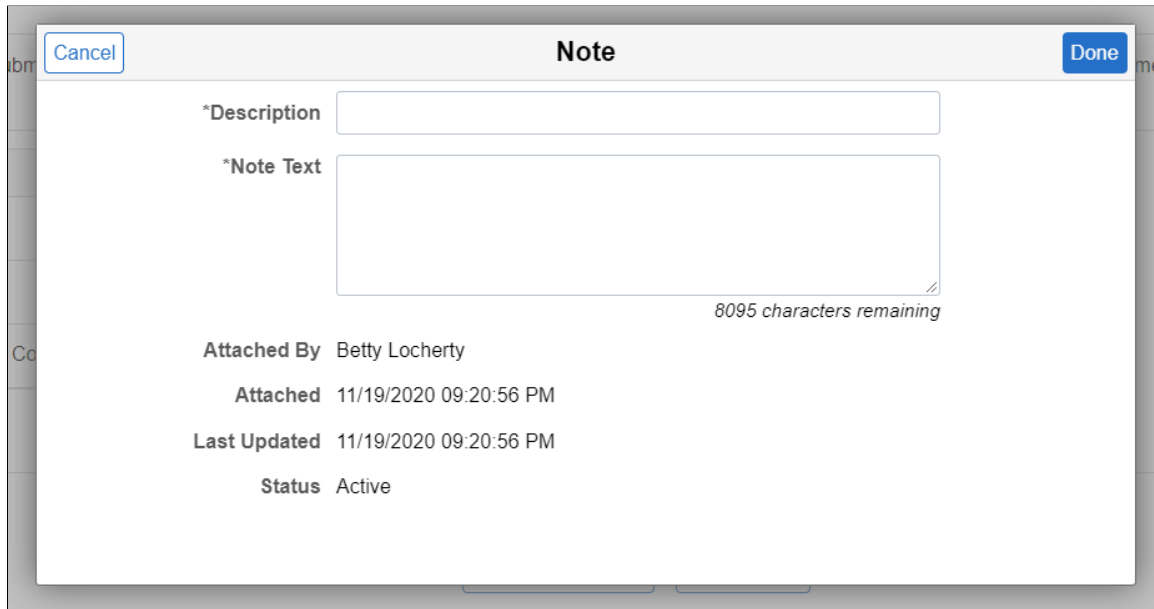 Cancel Note Done
*Description
*Note Text
8095 characters remaining
Attached By Betty Locherty
Attached 11/19/2020 09:20:56 PM
Last Updated 11/19/2020 09:20:56 PM
Status Active